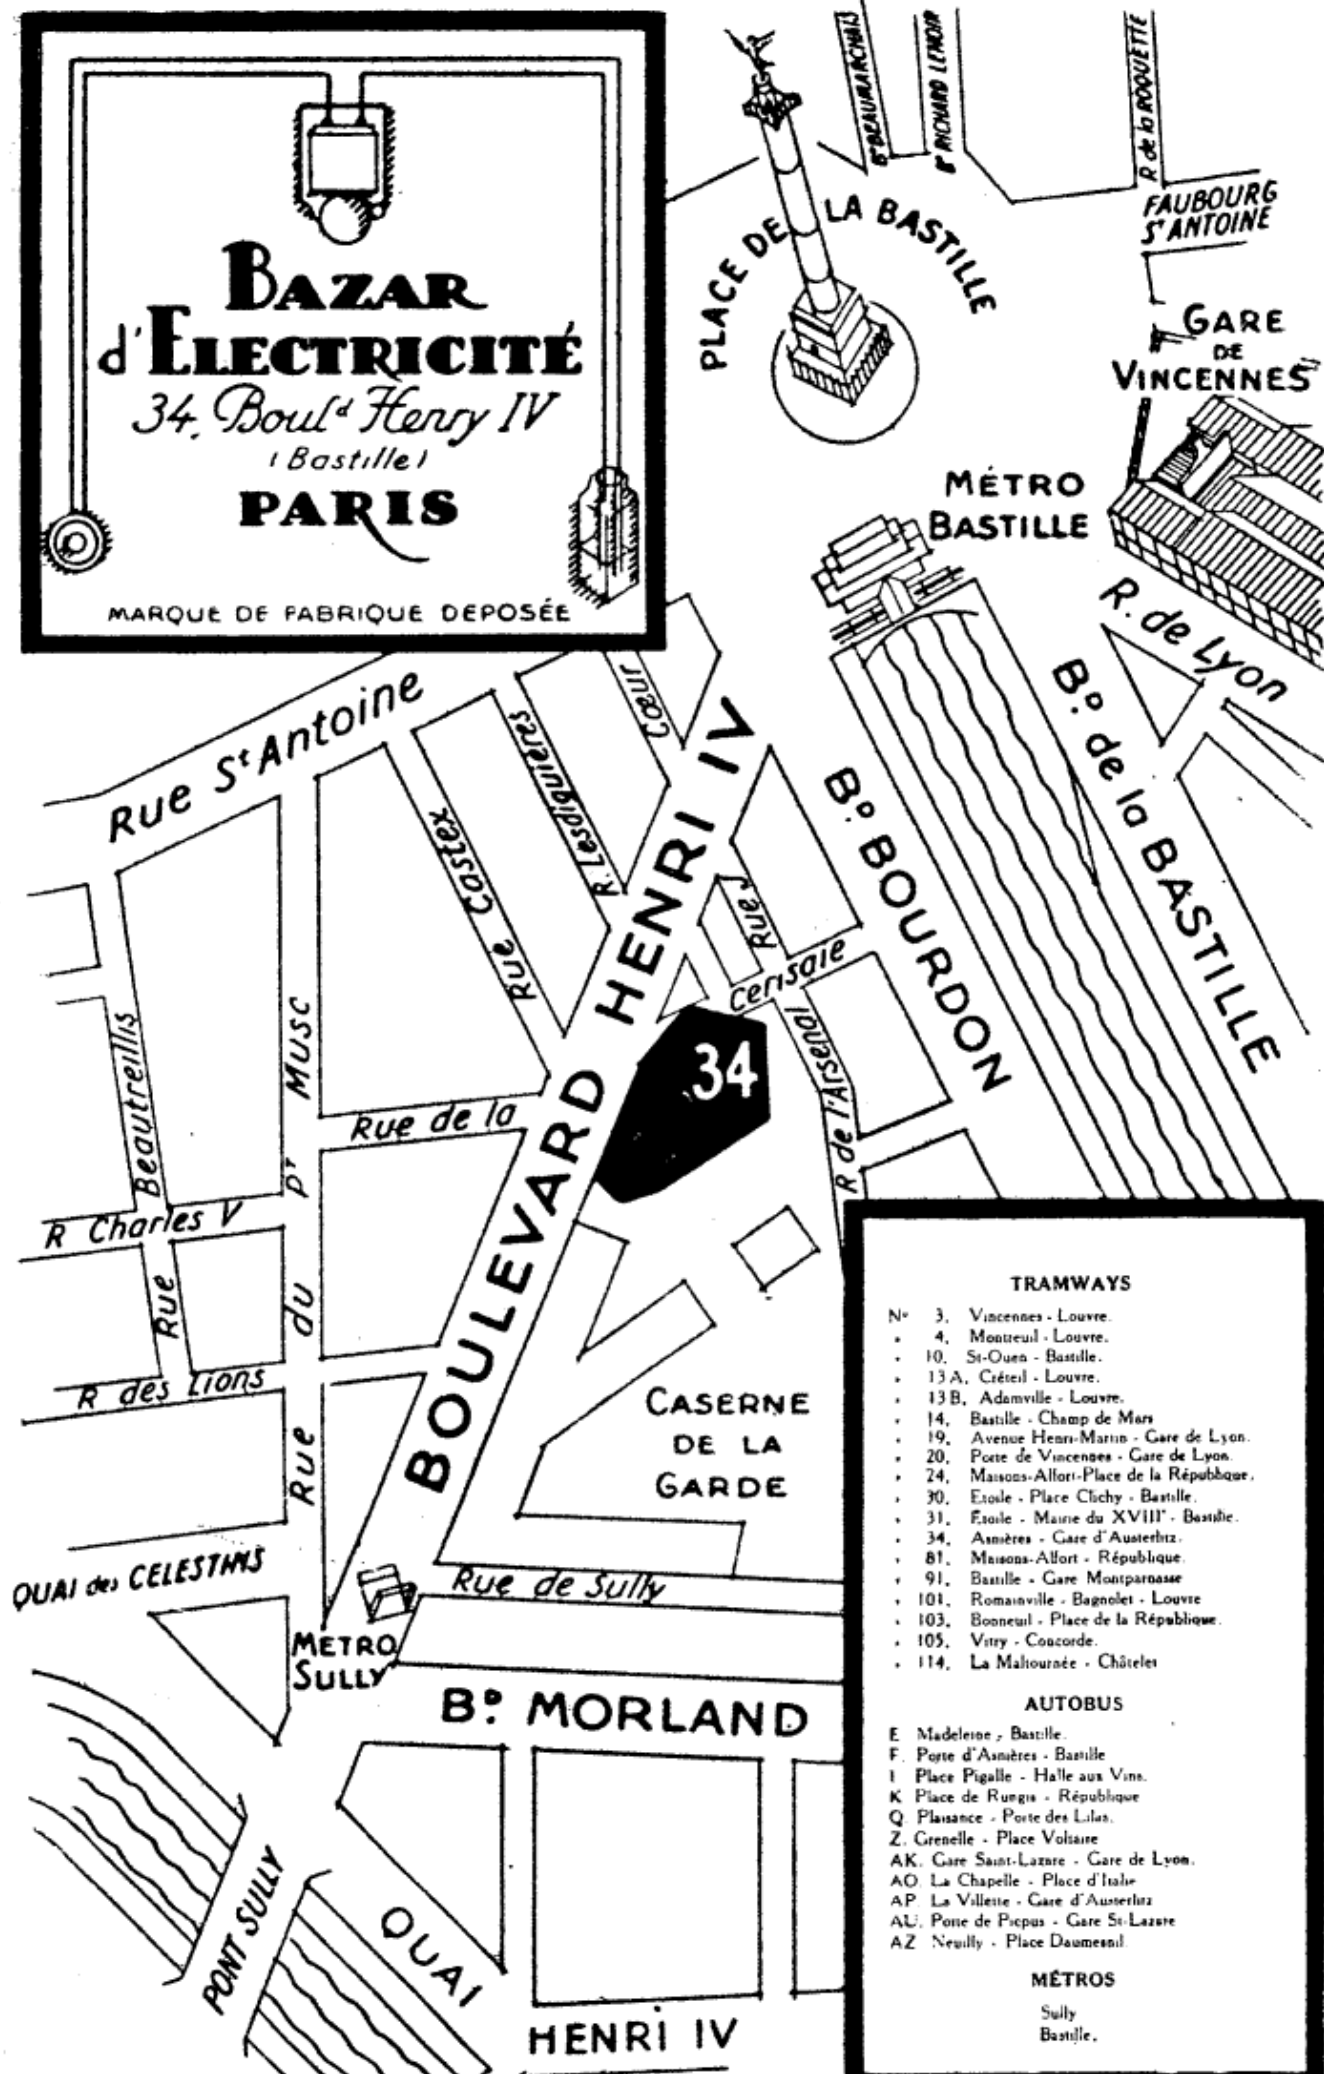 BAZAR
d'ELECTRICITÉ
34, Boul^d Henry IV
(Bastille)
PARIS
MARQUE DE FABRIQUE DEPOSÉE
B^d BEAUMARCHAIS
B^d RICHARD LENOIR
R de la ROQUETTE
FAUBOURG
S^t ANTOINE
PLACE DE LA BASTILLE
GARE
DE
VINCENNES
MÉTRO
BASTILLE
R. de Lyon
B^D. de la BASTILLE
B^D. BOURDON
Rue S^t Antoine
Rue Castex
R. Lesdiguières
Cœur
BOULEVARD HENRI IV
Rue J
Cerisaie
R de l'Arsenal
34
Rue Beautreillis
Rue du P^T Musc
Rue de la
R Charles V
R des Lions
QUAI des CELESTINS
CASERNE
DE LA
GARDE
Rue de Sully
METRO
SULLY
B^D. MORLAND
PONT SULLY
QUAI
HENRI IV
TRAMWAYS
N° 3, Vincennes - Louvre.
» 4, Montreuil - Louvre.
» 10, St-Ouen - Bastille.
» 13 A, Créteil - Louvre.
» 13 B, Adamville - Louvre.
» 14, Bastille - Champ de Mars
» 19, Avenue Henri-Martin - Gare de Lyon.
» 20, Porte de Vincennes - Gare de Lyon.
» 24, Maisons-Alfort-Place de la République.
» 30, Etoile - Place Clichy - Bastille.
» 31, Etoile - Mairie du XVIII^e - Bastille.
» 34, Asnières - Gare d'Austerlitz.
» 81, Maisons-Alfort - République.
» 91, Bastille - Gare Montparnasse
» 101, Romainville - Bagnolet - Louvre
» 103, Bonneuil - Place de la République.
» 105, Vitry - Concorde.
» 114, La Maltournée - Châtelet
AUTOBUS
E Madeleine - Bastille.
F. Porte d'Asnières - Bastille
I Place Pigalle - Halle aux Vins.
K Place de Rungis - République
Q. Plaisance - Porte des Lilas.
Z. Grenelle - Place Voltaire
AK. Gare Saint-Lazare - Gare de Lyon.
AO. La Chapelle - Place d'Italie
AP. La Villette - Gare d'Austerlitz
AU. Porte de Picpus - Gare St-Lazare
AZ Neuilly - Place Daumesnil
MÉTROS
Sully
Bastille.